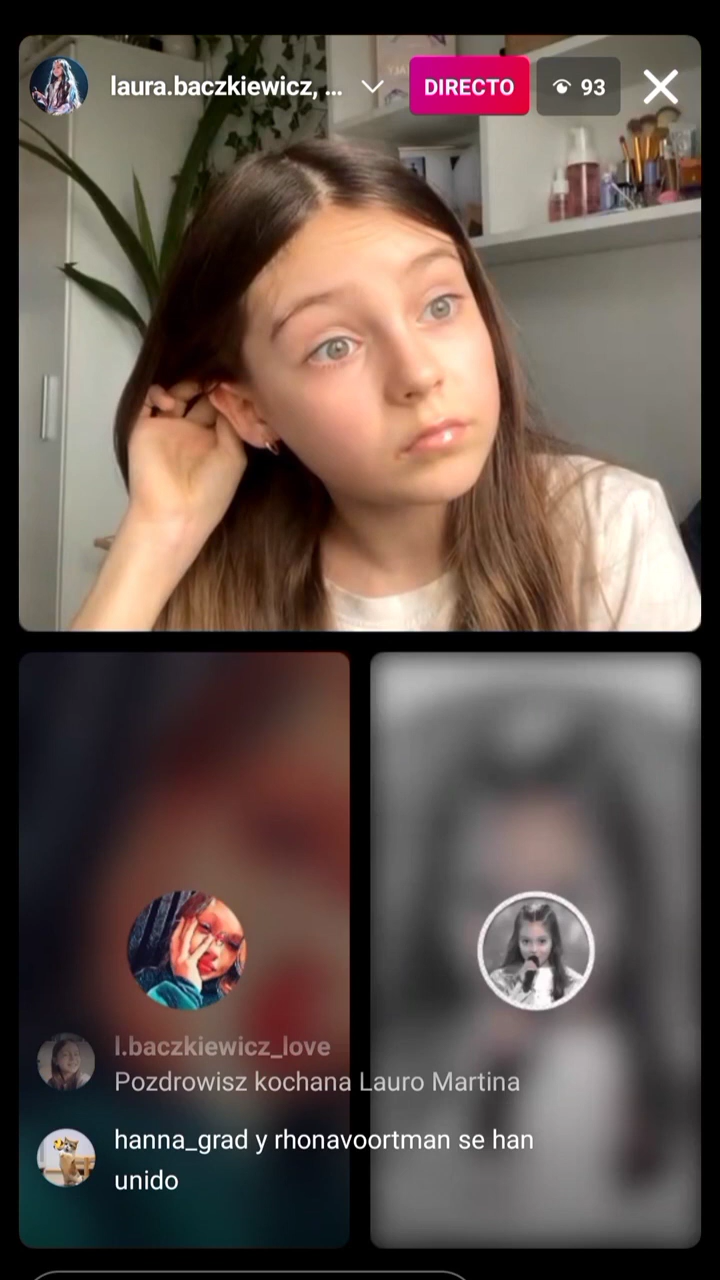 laura.baczkiewicz, ...
DIRECTO
93
l.baczkiewicz_love
Pozdrowisz kochana Lauro Martina
hanna_grad y rhonavoortman se han
unido